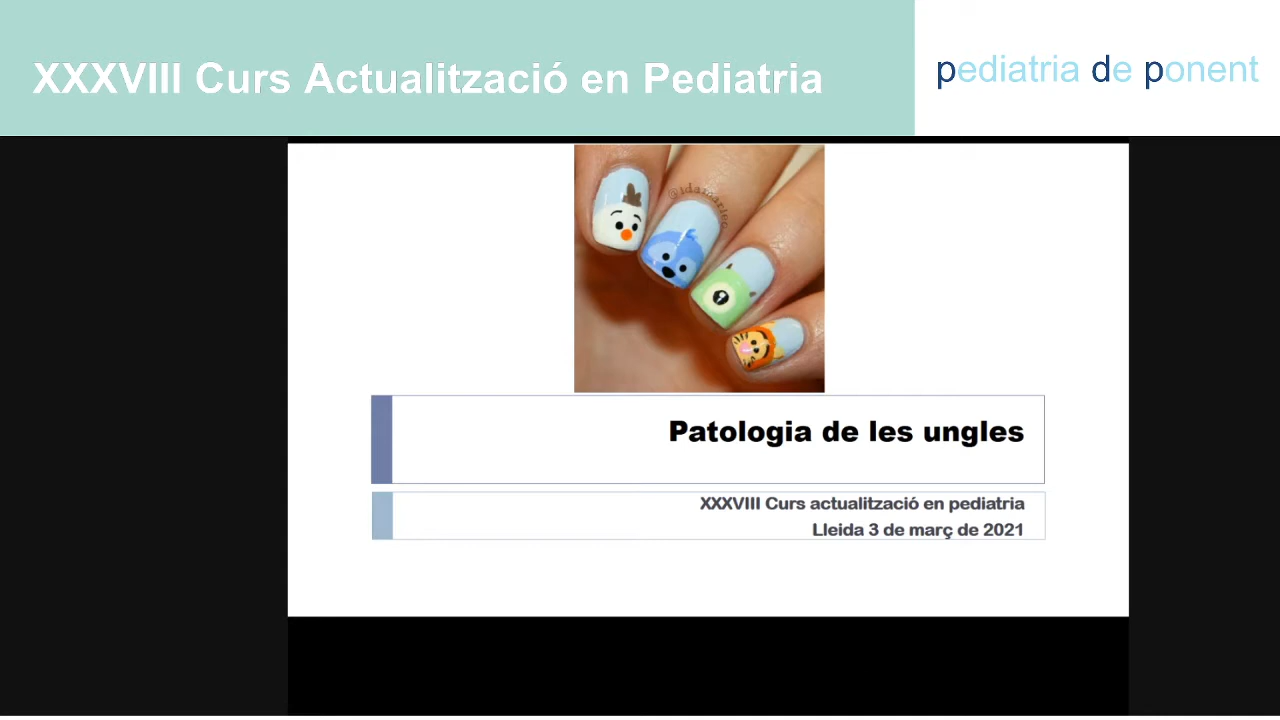 XXXVIII Curs Actualització en Pediatria
pediatria de ponent
Patologia de les ungles
XXXVIII Curs actualització en pediatria
Lleida 3 de març de 2021